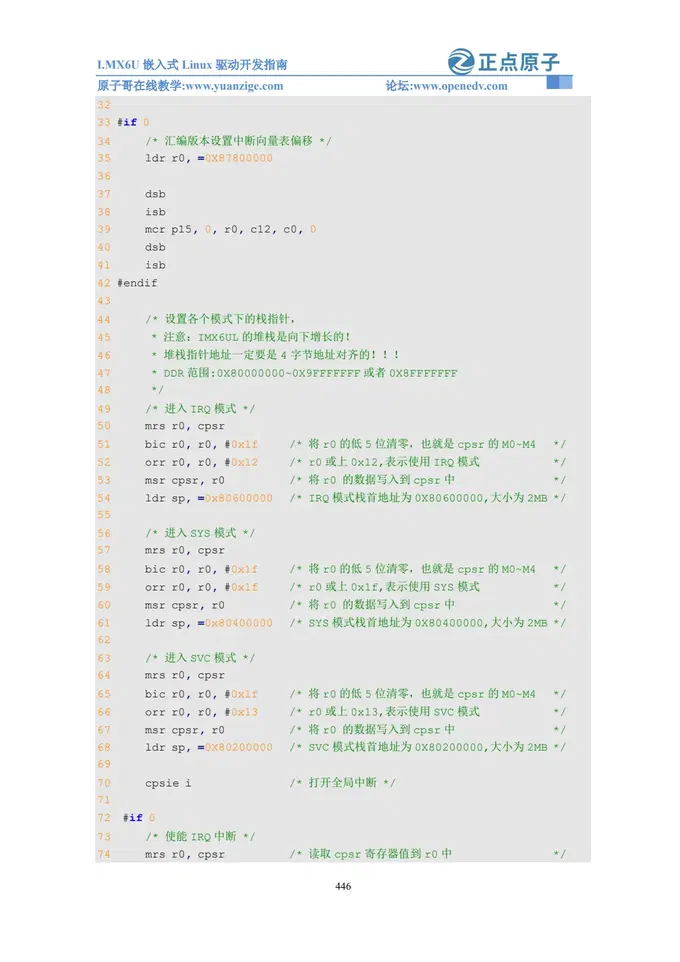 I.MX6U 嵌入式 Linux 驱动开发指南
正点原子
原子哥在线教学:www.yuanzige.com 论坛:www.openedv.com
32
33 #if 0
34 /* 汇编版本设置中断向量表偏移 */
35 ldr r0, =0X87800000
36
37 dsb
38 isb
39 mcr p15, 0, r0, c12, c0, 0
40 dsb
41 isb
42 #endif
43
44 /* 设置各个模式下的栈指针，
45 * 注意：IMX6UL 的堆栈是向下增长的！
46 * 堆栈指针地址一定要是 4 字节地址对齐的！！！
47 * DDR 范围:0X80000000~0X9FFFFFFF 或者 0X8FFFFFFF
48 */
49 /* 进入 IRQ 模式 */
50 mrs r0, cpsr
51 bic r0, r0, #0x1f /* 将 r0 的低 5 位清零，也就是 cpsr 的 M0~M4 */
52 orr r0, r0, #0x12 /* r0 或上 0x12,表示使用 IRQ 模式 */
53 msr cpsr, r0 /* 将 r0 的数据写入到 cpsr 中 */
54 ldr sp, =0x80600000 /* IRQ 模式栈首地址为 0X80600000,大小为 2MB */
55
56 /* 进入 SYS 模式 */
57 mrs r0, cpsr
58 bic r0, r0, #0x1f /* 将 r0 的低 5 位清零，也就是 cpsr 的 M0~M4 */
59 orr r0, r0, #0x1f /* r0 或上 0x1f,表示使用 SYS 模式 */
60 msr cpsr, r0 /* 将 r0 的数据写入到 cpsr 中 */
61 ldr sp, =0x80400000 /* SYS 模式栈首地址为 0X80400000,大小为 2MB */
62
63 /* 进入 SVC 模式 */
64 mrs r0, cpsr
65 bic r0, r0, #0x1f /* 将 r0 的低 5 位清零，也就是 cpsr 的 M0~M4 */
66 orr r0, r0, #0x13 /* r0 或上 0x13,表示使用 SVC 模式 */
67 msr cpsr, r0 /* 将 r0 的数据写入到 cpsr 中 */
68 ldr sp, =0X80200000 /* SVC 模式栈首地址为 0X80200000,大小为 2MB */
69
70 cpsie i /* 打开全局中断 */
71
72 #if 0
73 /* 使能 IRQ 中断 */
74 mrs r0, cpsr /* 读取 cpsr 寄存器值到 r0 中 */
446